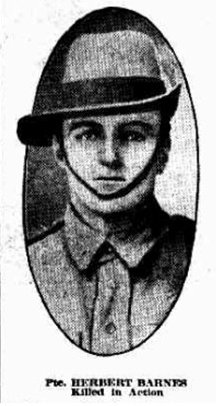 Pte. HERBERT BARNES
Killed in Action